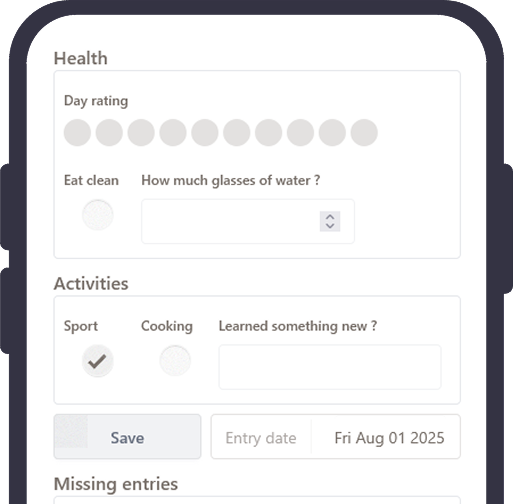 Health
Day rating
Eat clean How much glasses of water ?
Activities
Sport Cooking Learned something new ?
Save Entry date Fri Aug 01 2025
Missing entries